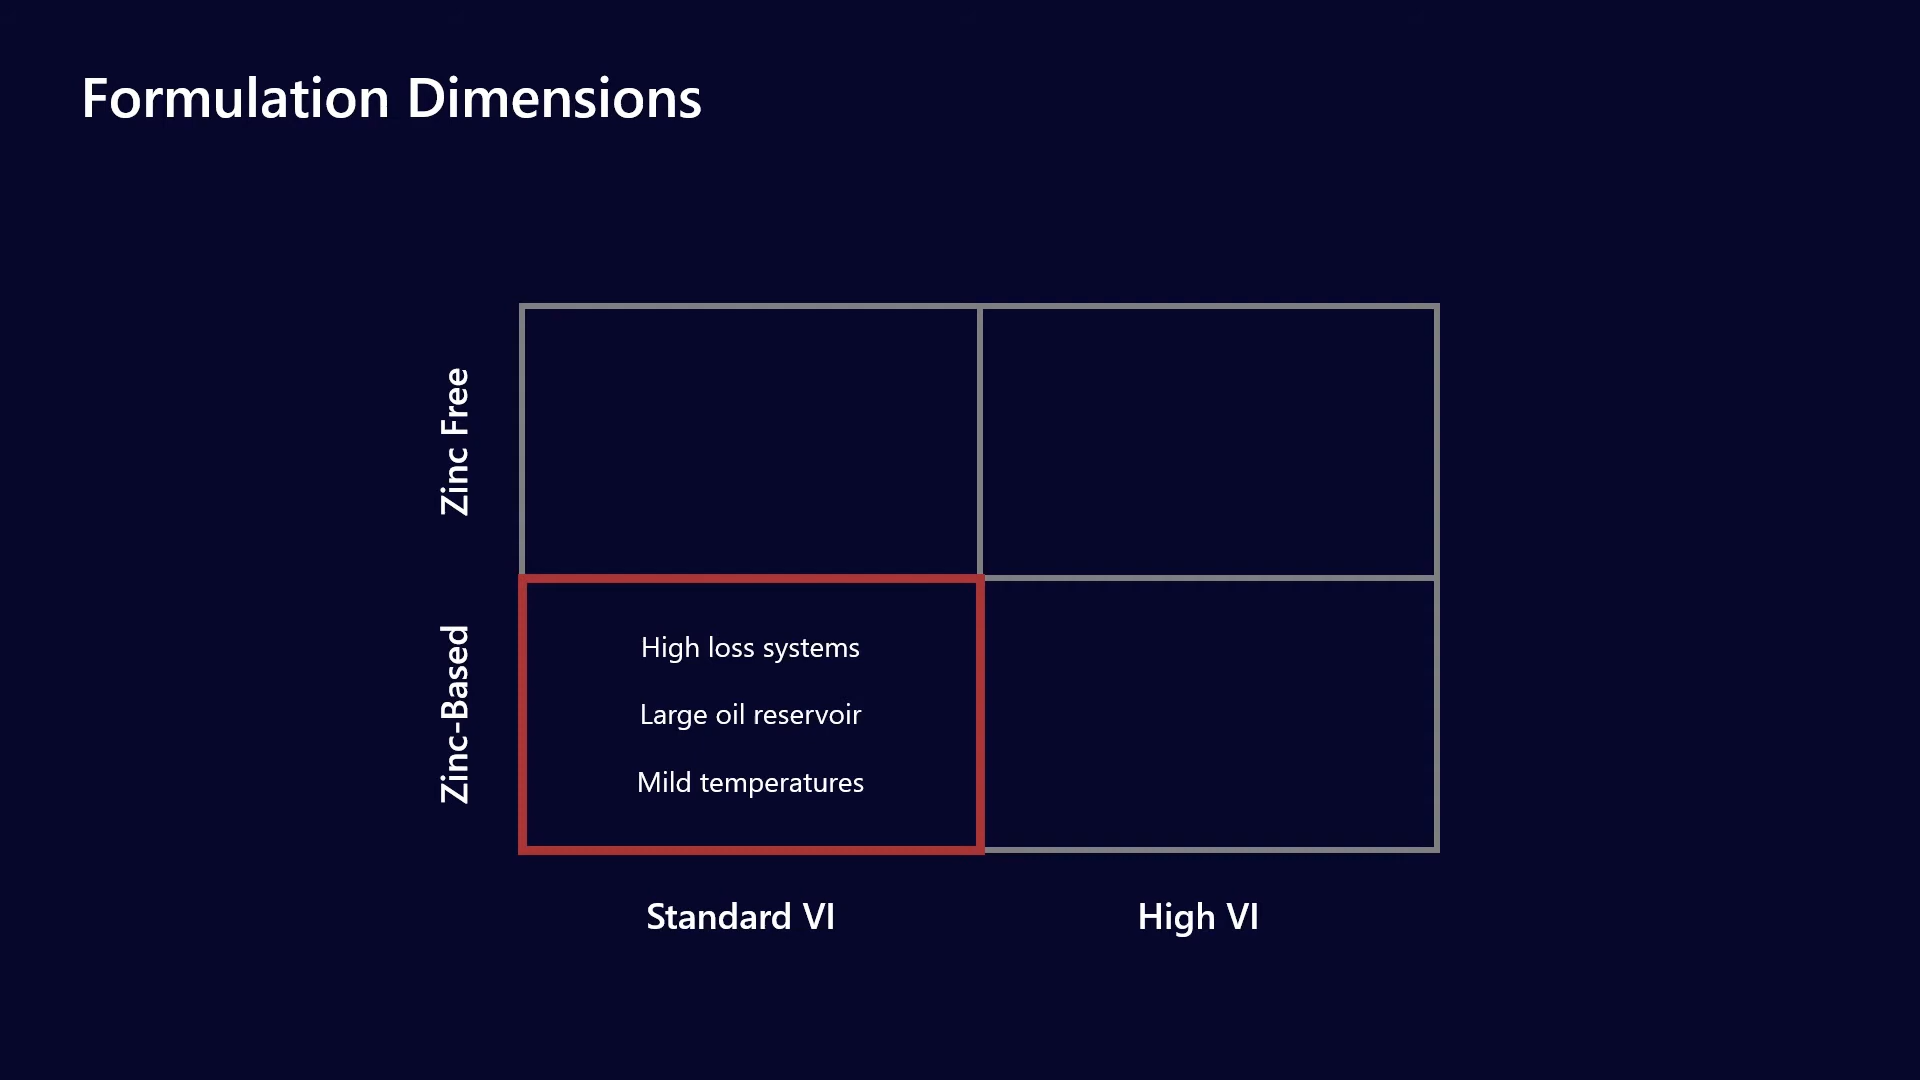 Formulation Dimensions
Zinc Free
Zinc-Based
High loss systems
Large oil reservoir
Mild temperatures
Standard VI
High VI